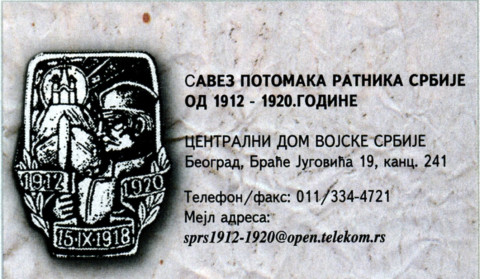 САВЕЗ ПОТОМАКА РАТНИКА СРБИЈЕ
ОД 1912 - 1920.ГОДИНЕ
ЦЕНТРАЛНИ ДОМ ВОЈСКЕ СРБИЈЕ
Београд, Браће Југовића 19, канц. 241
Телефон/факс: 011/334-4721
Мејл адреса:
sprs1912-1920@open.telekom.rs
1912 1920
15·IX·1918